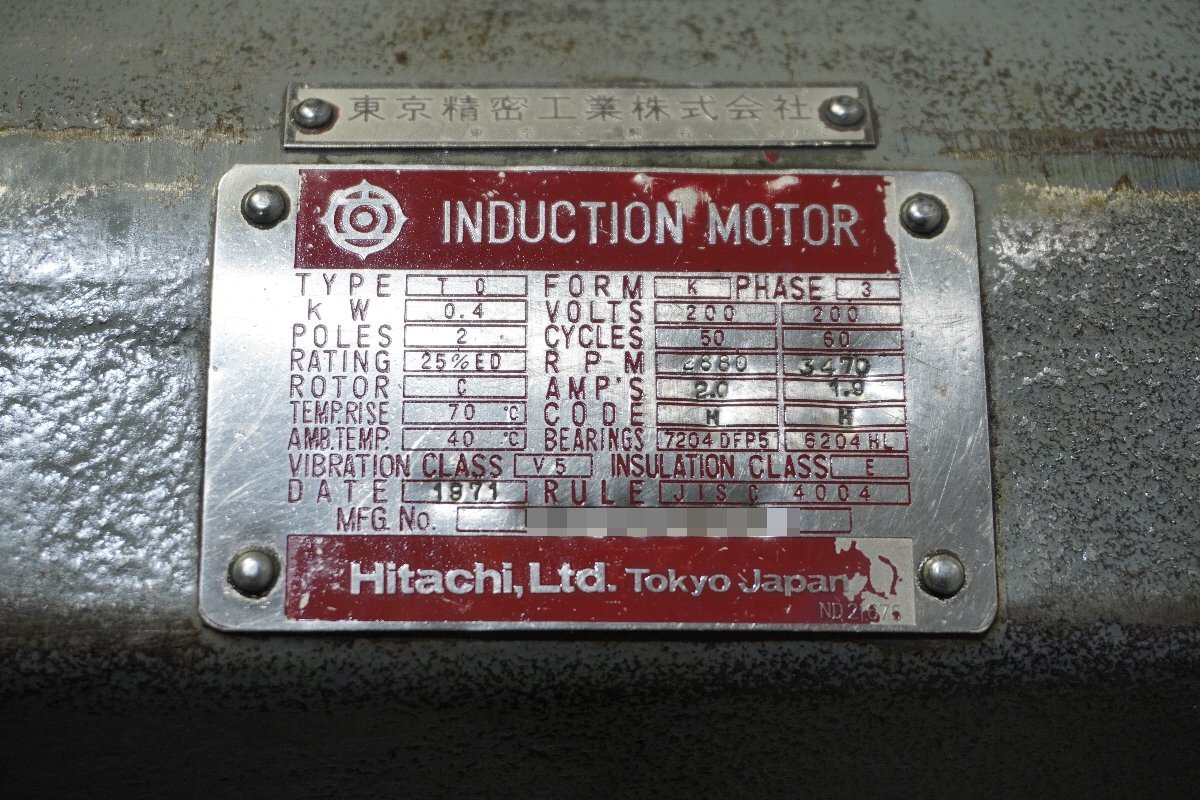 東京精密工業株式会社
INDUCTION MOTOR
TYPE TO FORM K PHASE 3
kW 0.4 VOLTS 200 200
POLES 2 CYCLES 50 60
RATING 25%ED RPM 2880 3470
ROTOR C AMP'S 2.0 1.9
TEMP.RISE 70 °C CODE H H
AMB.TEMP. 40 °C BEARINGS 7204DFP5 6204HL
VIBRATION CLASS V5 INSULATION CLASS E
DATE 1971 RULE JIS C 4004
MFG. No.
Hitachi, Ltd. Tokyo Japan